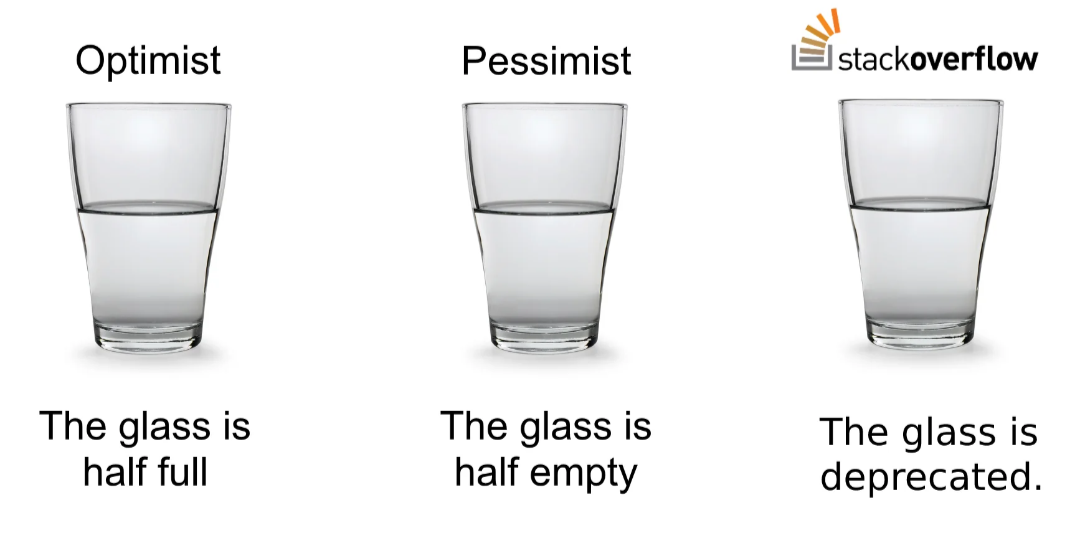 Optimist
The glass is
half full
Pessimist
The glass is
half empty
stackoverflow
The glass is
deprecated.